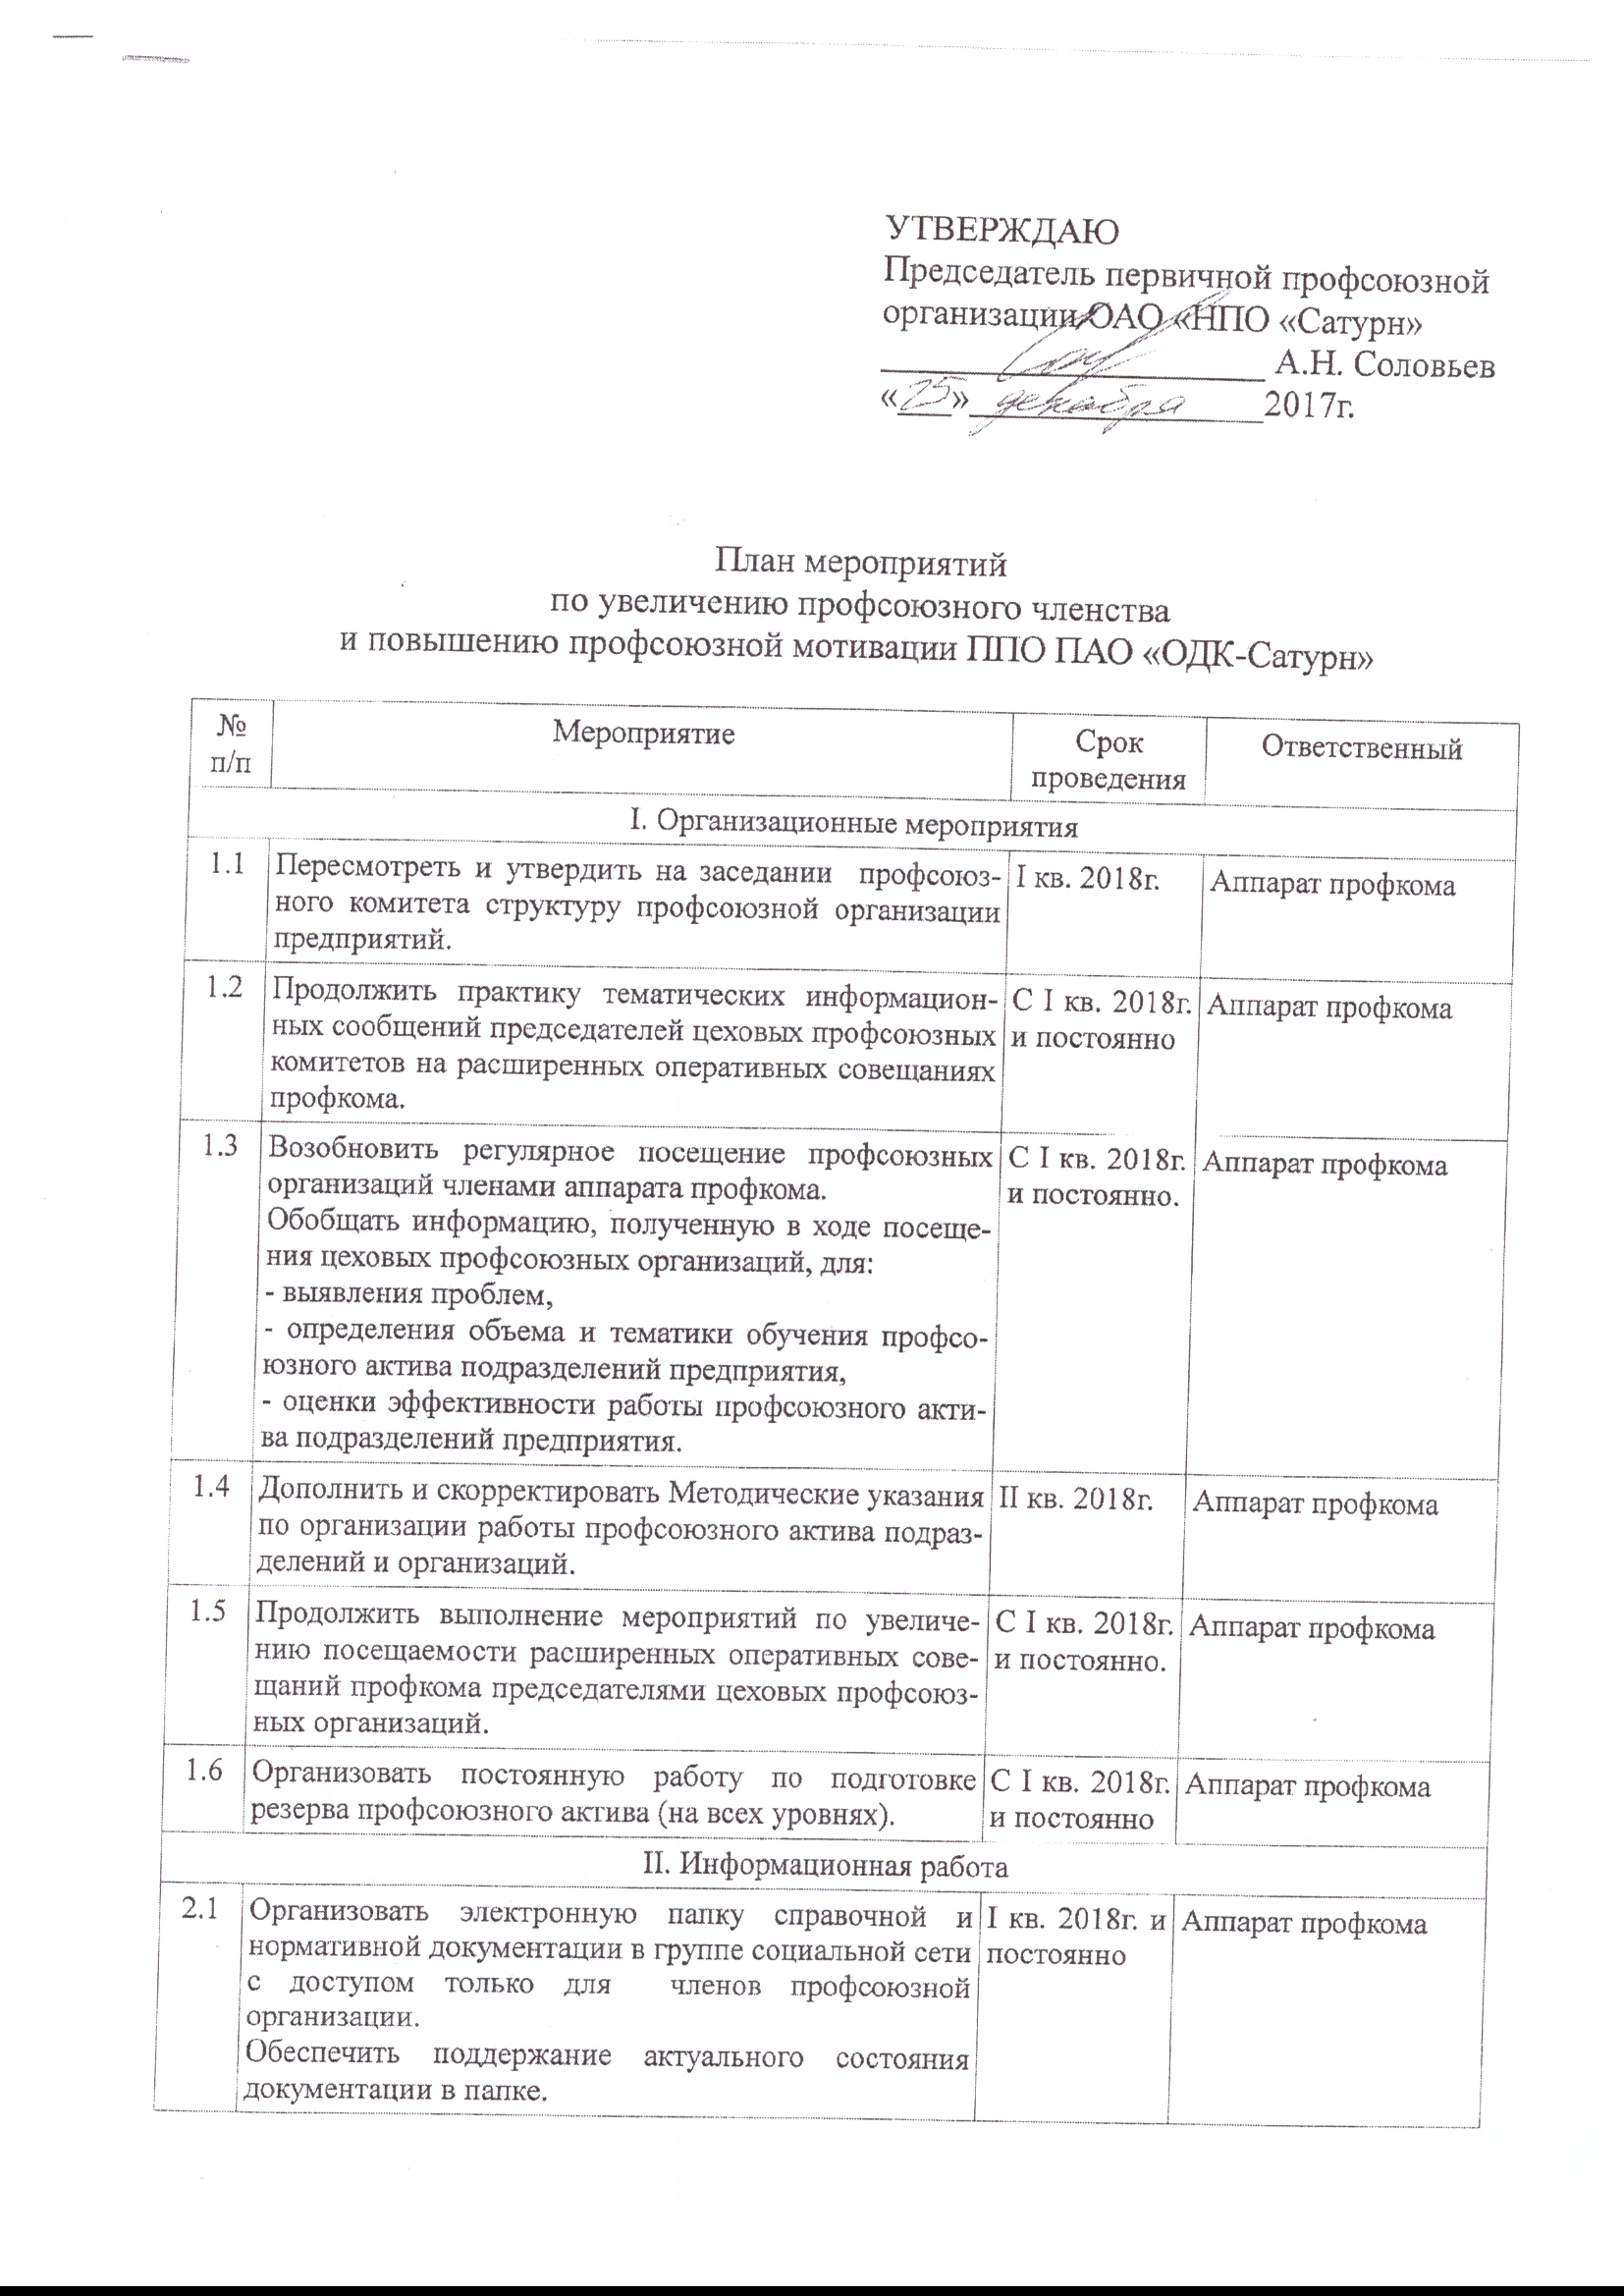 УТВЕРЖДАЮ
Председатель первичной профсоюзной
организации ОАО «НПО «Сатурн»
А.Н. Соловьев
«25» декабря 2017г.
План мероприятий
по увеличению профсоюзного членства
и повышению профсоюзной мотивации ППО ПАО «ОДК-Сатурн»
№
п/п
Мероприятие
Срок
проведения
Ответственный
I. Организационные мероприятия
1.1
Пересмотреть и утвердить на заседании профсоюз-
ного комитета структуру профсоюзной организации
предприятий.
I кв. 2018г.
Аппарат профкома
1.2
Продолжить практику тематических информацион-
ных сообщений председателей цеховых профсоюзных
комитетов на расширенных оперативных совещаниях
профкома.
С I кв. 2018г.
и постоянно
Аппарат профкома
1.3
Возобновить регулярное посещение профсоюзных
организаций членами аппарата профкома.
Обобщать информацию, полученную в ходе посеще-
ния цеховых профсоюзных организаций, для:
- выявления проблем,
- определения объема и тематики обучения профсо-
юзного актива подразделений предприятия,
- оценки эффективности работы профсоюзного акти-
ва подразделений предприятия.
С I кв. 2018г.
и постоянно.
Аппарат профкома
1.4
Дополнить и скорректировать Методические указания
по организации работы профсоюзного актива подраз-
делений и организаций.
II кв. 2018г.
Аппарат профкома
1.5
Продолжить выполнение мероприятий по увеличе-
нию посещаемости расширенных оперативных сове-
щаний профкома председателями цеховых профсоюз-
ных организаций.
С I кв. 2018г.
и постоянно.
Аппарат профкома
1.6
Организовать постоянную работу по подготовке
резерва профсоюзного актива (на всех уровнях).
С I кв. 2018г.
и постоянно
Аппарат профкома
II. Информационная работа
2.1
Организовать электронную папку справочной и
нормативной документации в группе социальной сети
с доступом только для членов профсоюзной
организации.
Обеспечить поддержание актуального состояния
документации в папке.
I кв. 2018г. и
постоянно
Аппарат профкома